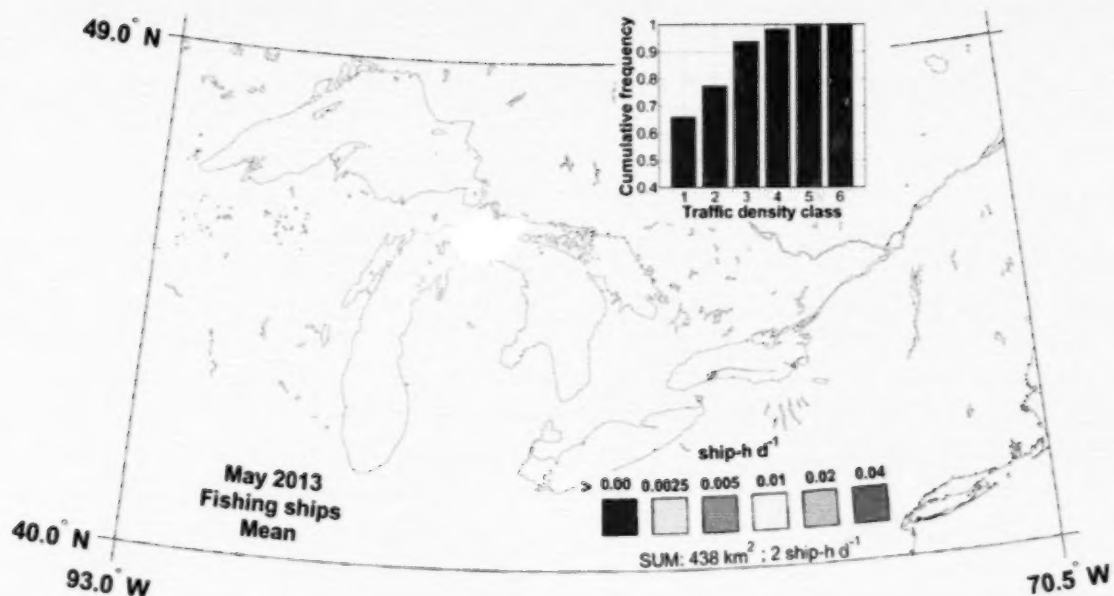 49.0° N
1
0.9
0.8
0.7
0.6
0.5
0.4
Cumulative frequency
1 2 3 4 5 6
Traffic density class
May 2013
Fishing ships
Mean
ship-h d⁻¹
> 0.00 0.0025 0.005 0.01 0.02 0.04
SUM: 438 km² ; 2 ship-h d⁻¹
40.0° N
93.0° W
70.5° W